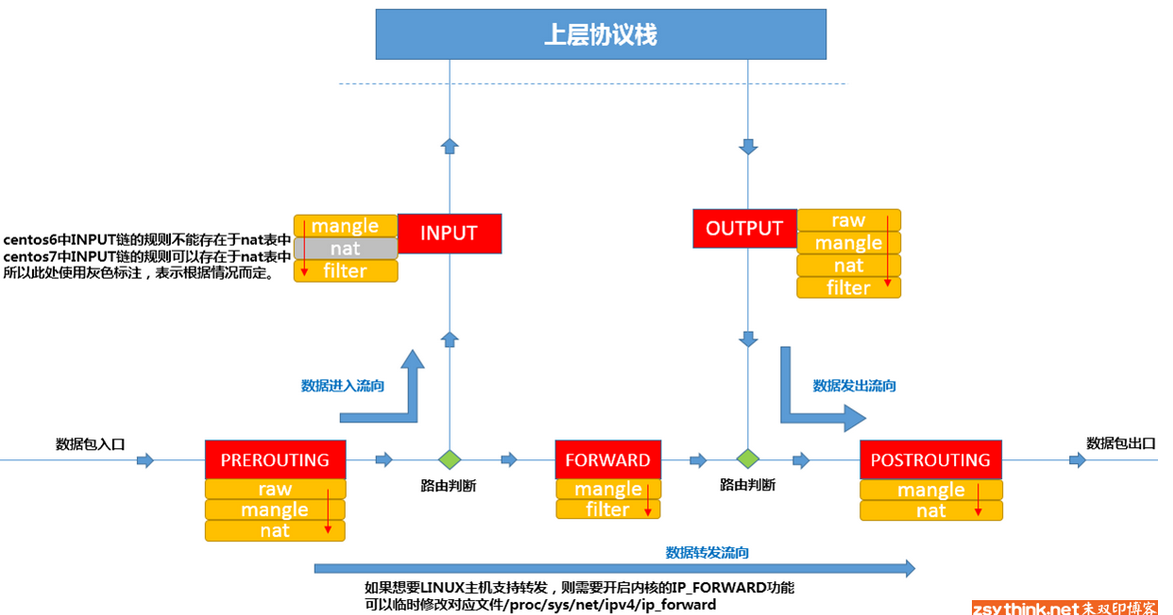 上层协议栈
mangle
nat
filter
INPUT
centos6中INPUT链的规则不能存在于nat表中
centos7中INPUT链的规则可以存在于nat表中
所以此处使用灰色标注，表示根据情况而定。
OUTPUT
raw
mangle
nat
filter
数据进入流向
数据发出流向
数据包入口
PREROUTING
raw
mangle
nat
路由判断
FORWARD
mangle
filter
路由判断
POSTROUTING
mangle
nat
数据包出口
数据转发流向
如果想要LINUX主机支持转发，则需要开启内核的IP_FORWARD功能
可以临时修改对应文件/proc/sys/net/ipv4/ip_forward
zsythink.net朱双印博客